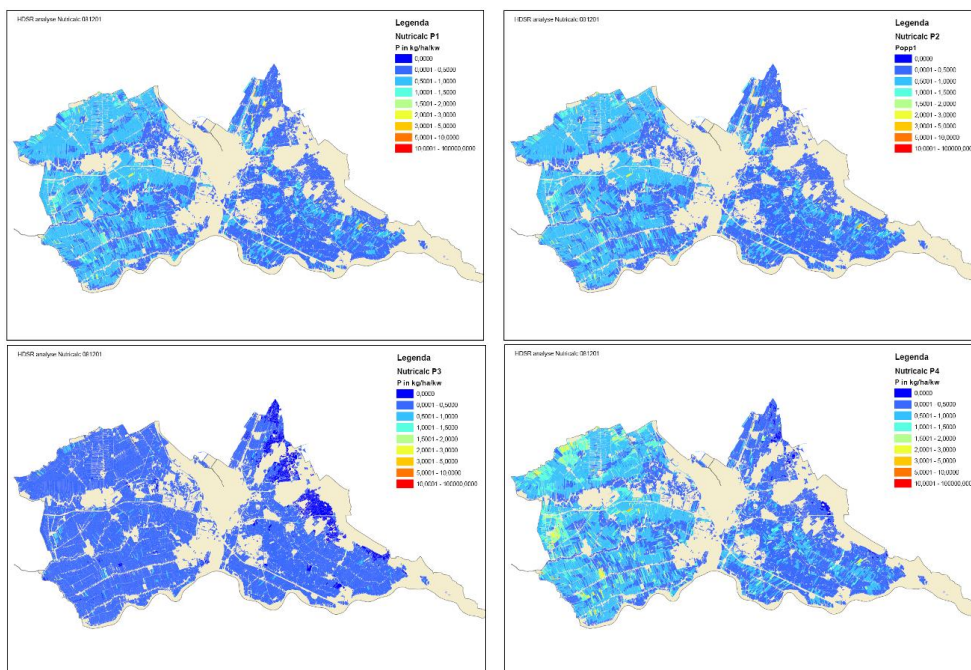 HDSR analyse Nutricalc 081201
Legenda
Nutricalc P1
P in kg/ha/kw
0,0000
0,0001 - 0,5000
0,5001 - 1,0000
1,0001 - 1,5000
1,5001 - 2,0000
2,0001 - 3,0000
3,0001 - 5,0000
5,0001 - 10,0000
10,0001 - 100000,0000
HDSR analyse Nutricalc 081201
Legenda
Nutricalc P2
Popp1
0,0000
0,0001 - 0,5000
0,5001 - 1,0000
1,0001 - 1,5000
1,5001 - 2,0000
2,0001 - 3,0000
3,0001 - 5,0000
5,0001 - 10,0000
10,0001 - 100000,0000
HDSR analyse Nutricalc 081201
Legenda
Nutricalc P3
P in kg/ha/kw
0,0000
0,0001 - 0,5000
0,5001 - 1,0000
1,0001 - 1,5000
1,5001 - 2,0000
2,0001 - 3,0000
3,0001 - 5,0000
5,0001 - 10,0000
10,0001 - 100000,0000
HDSR analyse Nutricalc 081201
Legenda
Nutricalc P4
P in kg/ha/kw
0,0000
0,0001 - 0,5000
0,5001 - 1,0000
1,0001 - 1,5000
1,5001 - 2,0000
2,0001 - 3,0000
3,0001 - 5,0000
5,0001 - 10,0000
10,0001 - 100000,0000